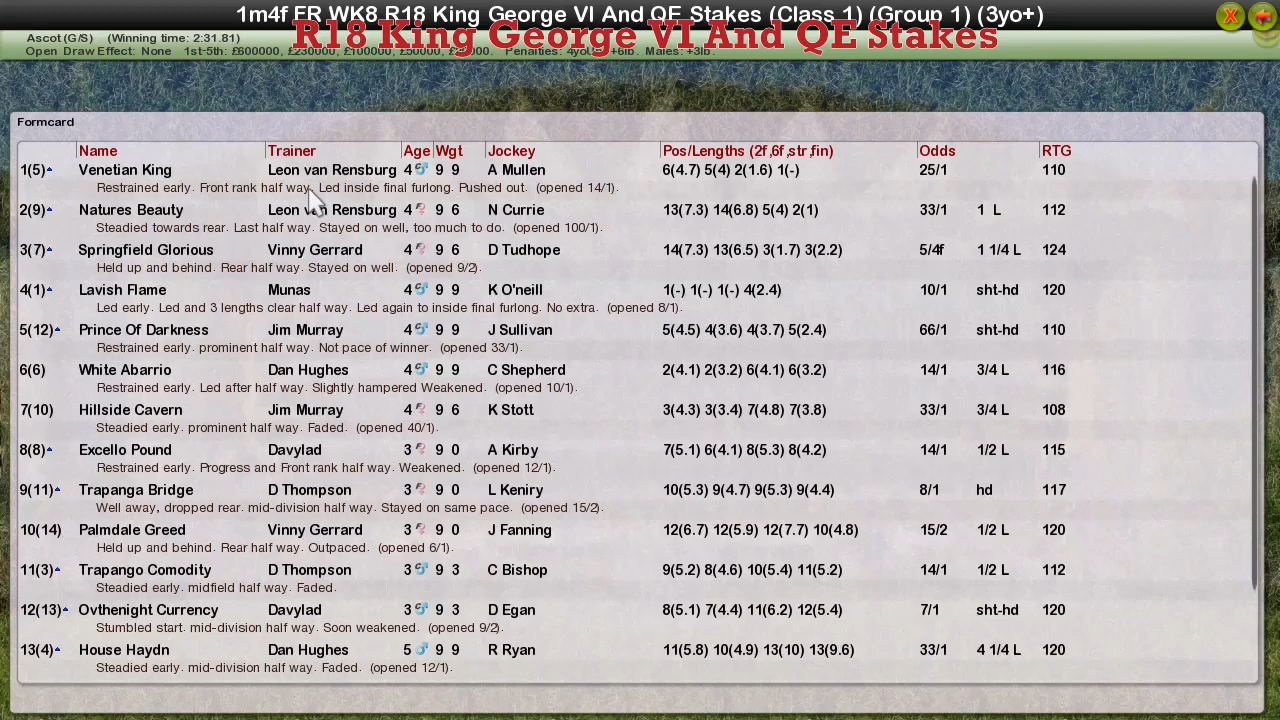 1m4f FR WK8 R18 King George VI And QE Stakes (Class 1) (Group 1) (3yo+)
R18 King George VI And QE Stakes
Ascot(G/S) (Winning time: 2:31.81)
Open Draw Effect: None 1st-5th: £600000, £230000, £100000, £50000, Penalties: 4yo+ +6lb. Males: +3lb.
Formcard
Name Trainer Age Wgt Jockey Pos/Lengths (2f,6f,str,fin) Odds RTG
1(5) Venetian King Leon van Rensburg 4 9 9 A Mullen 6(4.7) 5(4) 2(1.6) 1(-) 25/1 110
Restrained early. Front rank half way. Led inside final furlong. Pushed out. (opened 14/1).
2(9) Natures Beauty Leon van Rensburg 4 9 6 N Currie 13(7.3) 14(6.8) 5(4) 2(1) 33/1 1 L 112
Steadied towards rear. Last half way. Stayed on well, too much to do. (opened 100/1).
3(7) Springfield Glorious Vinny Gerrard 4 9 6 D Tudhope 14(7.3) 13(6.5) 3(1.7) 3(2.2) 5/4f 1 1/4 L 124
Held up and behind. Rear half way. Stayed on well. (opened 9/2).
4(1) Lavish Flame Munas 4 9 9 K O'neill 1(-) 1(-) 1(-) 4(2.4) 10/1 sht-hd 120
Led early. Led and 3 lengths clear half way. Led again to inside final furlong. No extra. (opened 8/1).
5(12) Prince Of Darkness Jim Murray 4 9 9 J Sullivan 5(4.5) 4(3.6) 4(3.7) 5(2.4) 66/1 sht-hd 110
Restrained early. prominent half way. Not pace of winner. (opened 33/1).
6(6) White Abarrio Dan Hughes 4 9 9 C Shepherd 2(4.1) 2(3.2) 6(4.1) 6(3.2) 14/1 3/4 L 116
Restrained early. Led after half way. Slightly hampered Weakened. (opened 10/1).
7(10) Hillside Cavern Jim Murray 4 9 6 K Stott 3(4.3) 3(3.4) 7(4.8) 7(3.8) 33/1 3/4 L 108
Steadied early. prominent half way. Faded. (opened 40/1).
8(8) Excello Pound Davylad 3 9 0 A Kirby 7(5.1) 6(4.1) 8(5.3) 8(4.2) 14/1 1/2 L 115
Restrained early. Progress and Front rank half way. Weakened. (opened 12/1).
9(11) Trapanga Bridge D Thompson 3 9 0 L Keniry 10(5.3) 9(4.7) 9(5.3) 9(4.4) 8/1 hd 117
Well away, dropped rear. mid-division half way. Stayed on same pace. (opened 15/2).
10(14) Palmdale Greed Vinny Gerrard 3 9 0 J Fanning 12(6.7) 12(5.9) 12(7.7) 10(4.8) 15/2 1/2 L 120
Held up and behind. Rear half way. Outpaced. (opened 6/1).
11(3) Trapango Comodity D Thompson 3 9 3 C Bishop 9(5.2) 8(4.6) 10(5.4) 11(5.2) 14/1 1/2 L 112
Steadied early. midfield half way. Faded.
12(13) Ovthenight Currency Davylad 3 9 3 D Egan 8(5.1) 7(4.4) 11(6.2) 12(5.4) 7/1 sht-hd 120
Stumbled start. mid-division half way. Soon weakened. (opened 9/2).
13(4) House Haydn Dan Hughes 5 9 9 R Ryan 11(5.8) 10(4.9) 13(10) 13(9.6) 33/1 4 1/4 L 120
Steadied early. mid-division half way. Faded. (opened 12/1).